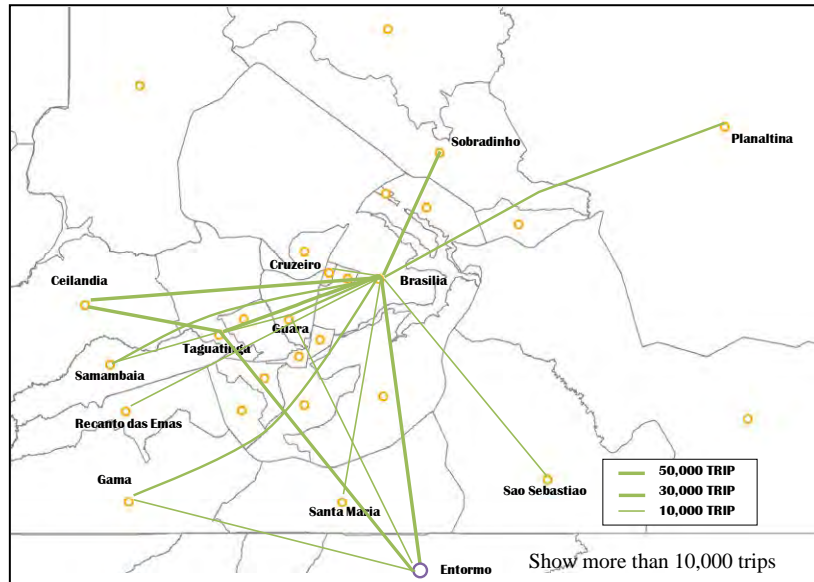 Sobradinho
Planaltina
Cruzeiro
Ceilandia
Brasilia
Guara
Taguatinga
Samambaia
Recanto das Emas
Gama
Santa Maria
Sao Sebastiao
50,000 TRIP
30,000 TRIP
10,000 TRIP
Entormo
Show more than 10,000 trips